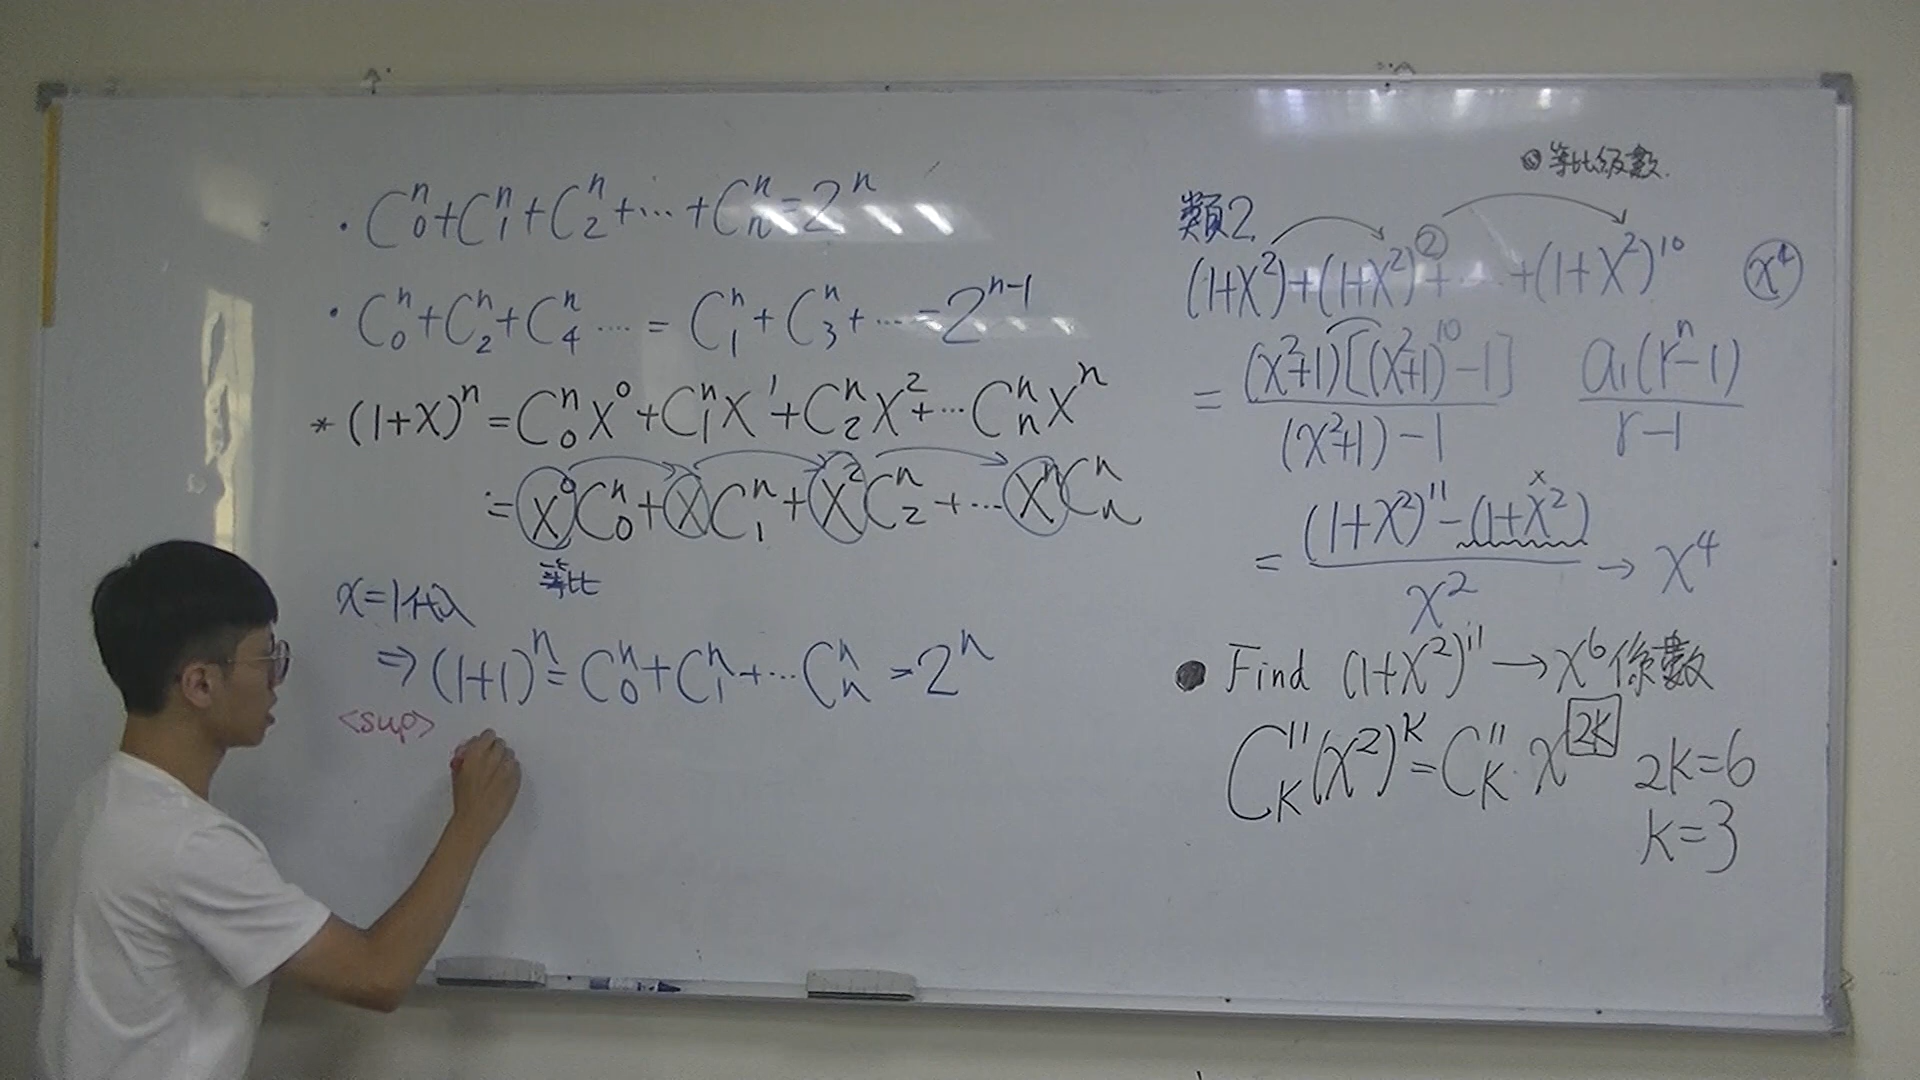 · C₀ⁿ+C₁ⁿ+C₂ⁿ+⋯+Cₙⁿ=2ⁿ
· C₀ⁿ+C₂ⁿ+C₄ⁿ⋯=C₁ⁿ+C₃ⁿ+⋯=2ⁿ⁻¹
* (1+x)ⁿ=C₀ⁿx⁰+C₁ⁿx¹+C₂ⁿx²+⋯Cₙⁿxⁿ
=x⁰C₀ⁿ+xC₁ⁿ+x²C₂ⁿ+⋯xⁿCₙⁿ
等比
x=1代入
⇒(1+1)ⁿ=C₀ⁿ+C₁ⁿ+⋯Cₙⁿ=2ⁿ
<sup>
等比級數.
類2.
(1+x²)+(1+x²)²+⋯+(1+x²)¹⁰ x⁴
=(x²+1)[(x²+1)¹⁰-1]/(x²+1)-1 a₁(rⁿ-1)/r-1
=(1+x²)¹¹-(1+x²)/x² → x⁴
● Find (1+x²)¹¹→x⁶係數
Cₖ¹¹(x²)ᵏ=Cₖ¹¹·x²ᵏ 2k=6
k=3